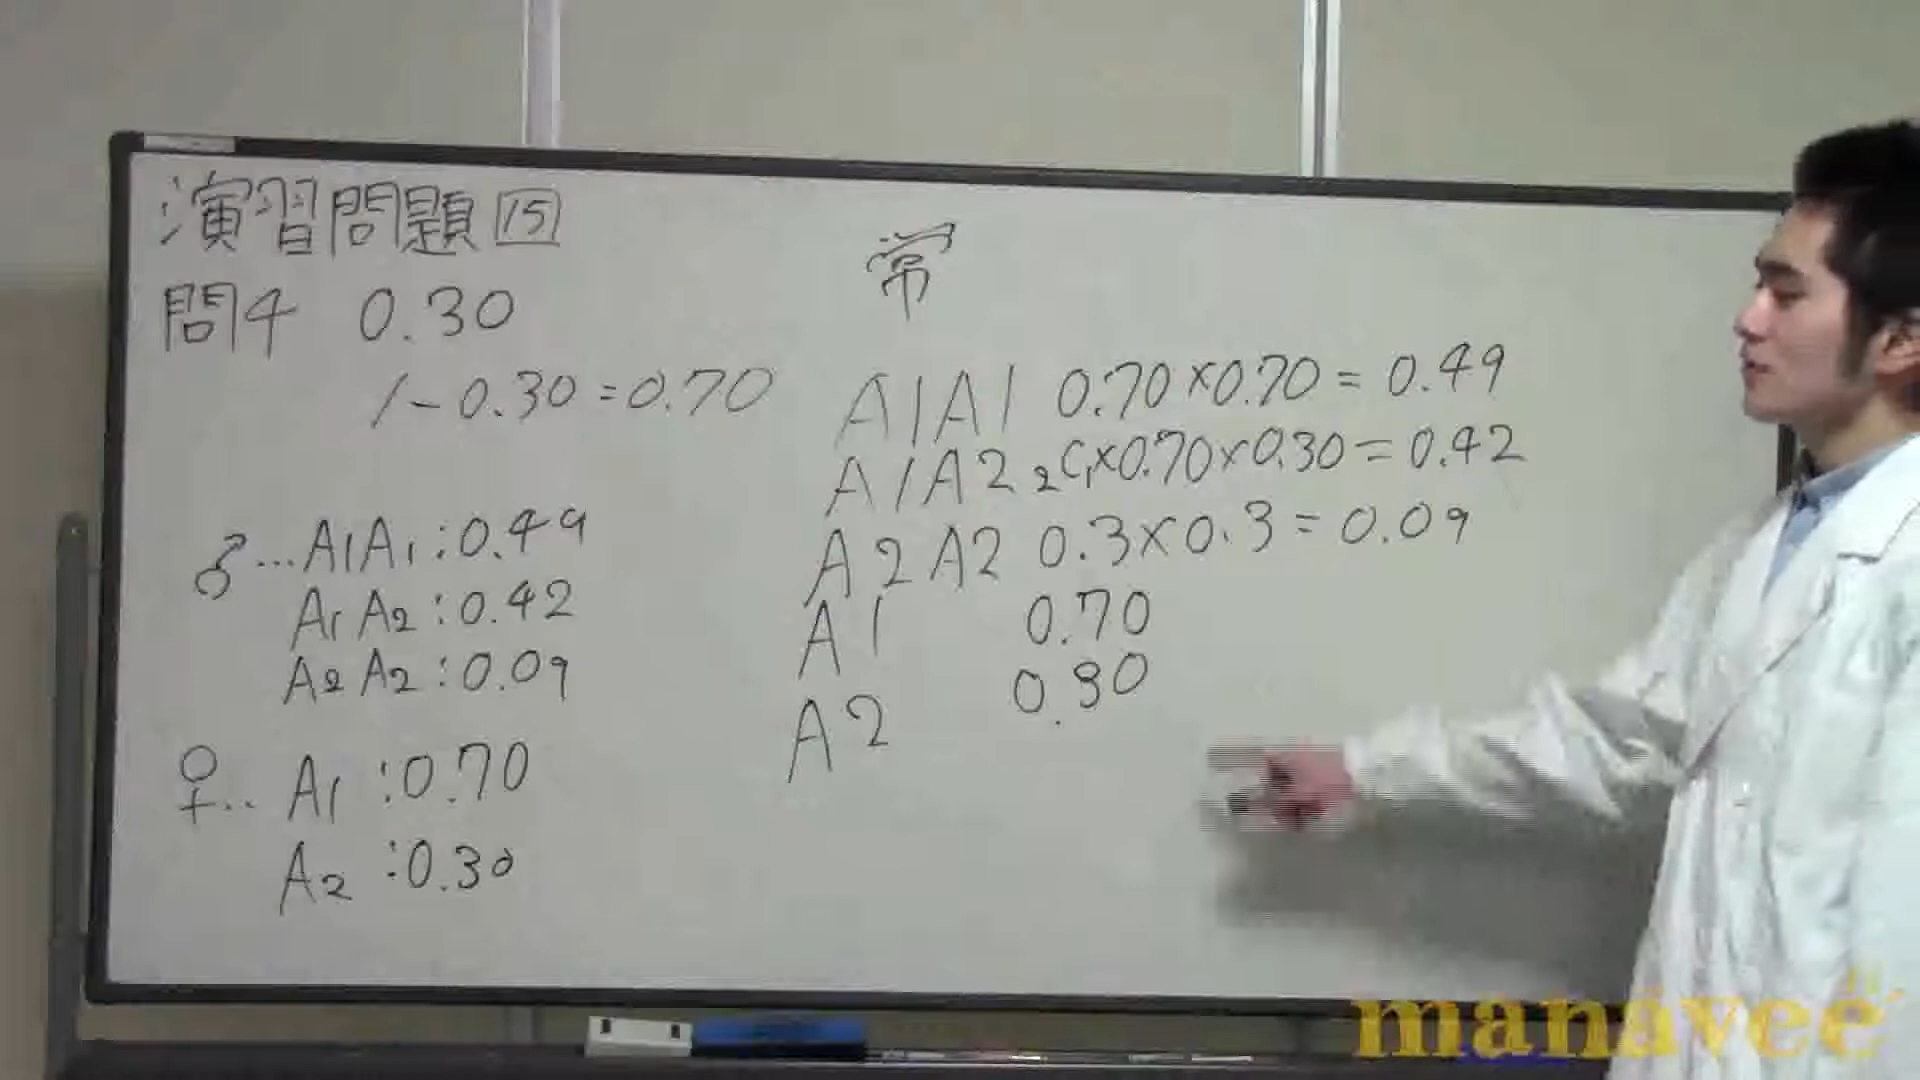 演習問題 15
問4 0.30
1-0.30=0.70
♂…A1A1:0.49
A1A2:0.42
A2A2:0.09
♀‥A1:0.70
A2:0.30
常
A1A1 0.70×0.70=0.49
A1A2 2C1×0.70×0.30=0.42
A2A2 0.3×0.3=0.09
A1 0.70
A2 0.30
manavee